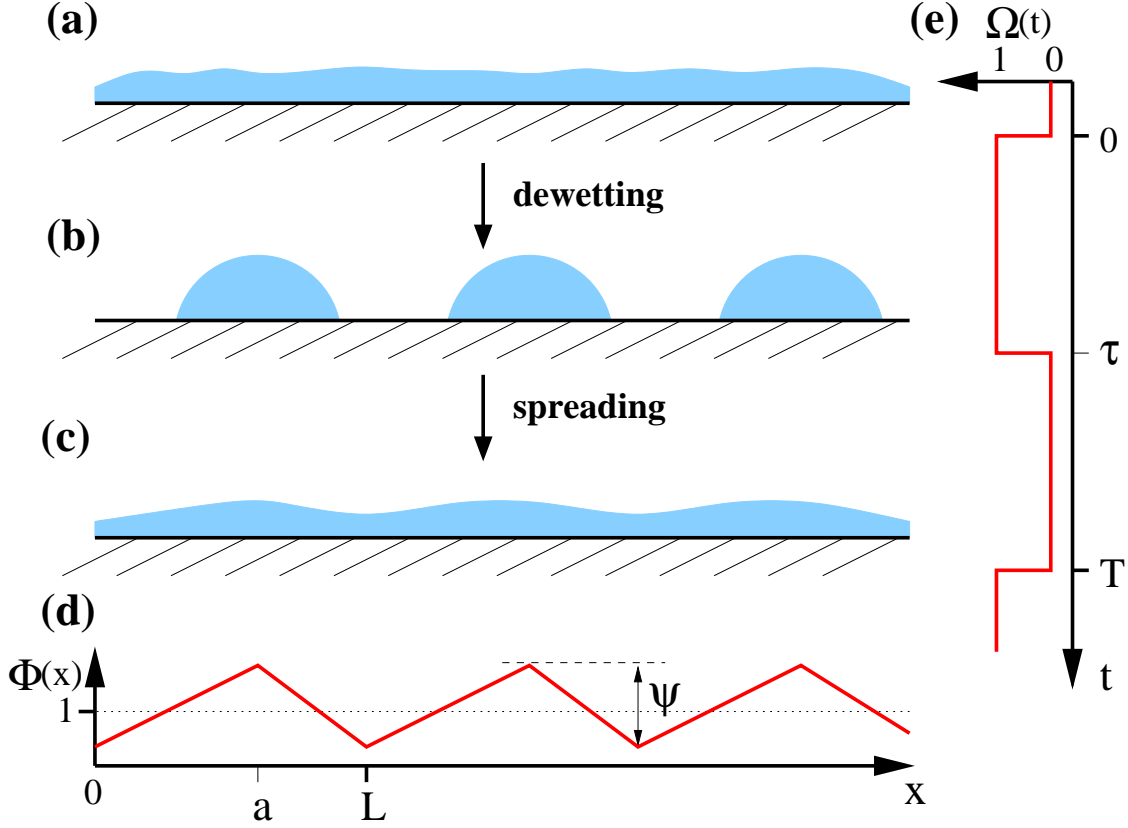 (a)
(e)
Ω(t)
1 0
0
dewetting
(b)
τ
spreading
(c)
T
(d)
Φ(x)
ψ
t
1
0 a L x